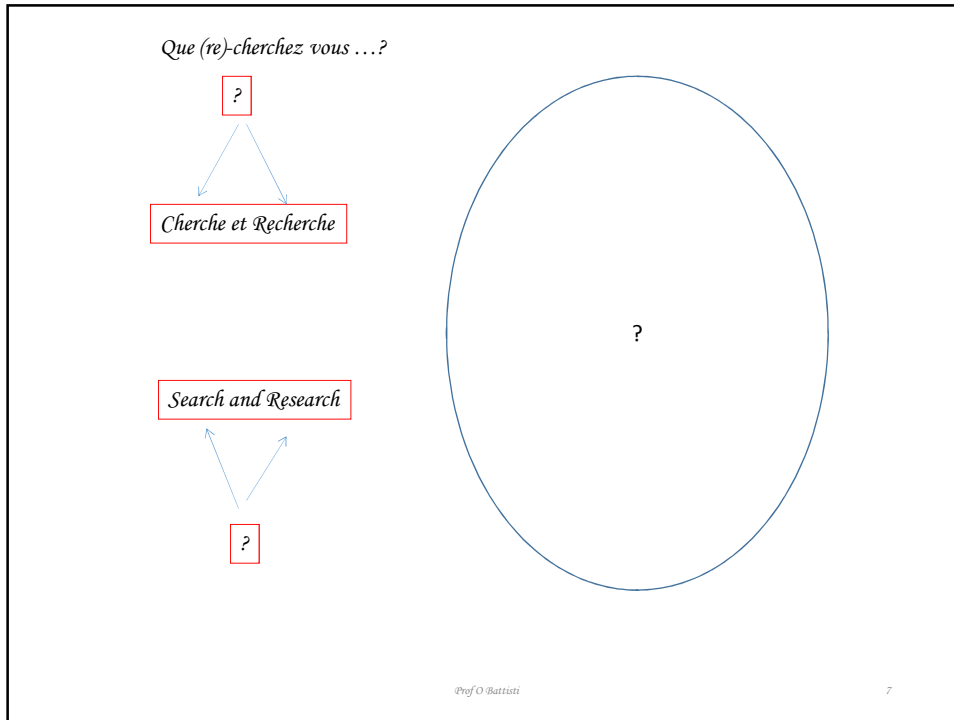 Que (re)-cherchez vous …?
?
Cherche et Recherche
?
Search and Research
?
Prof O Battisti
7